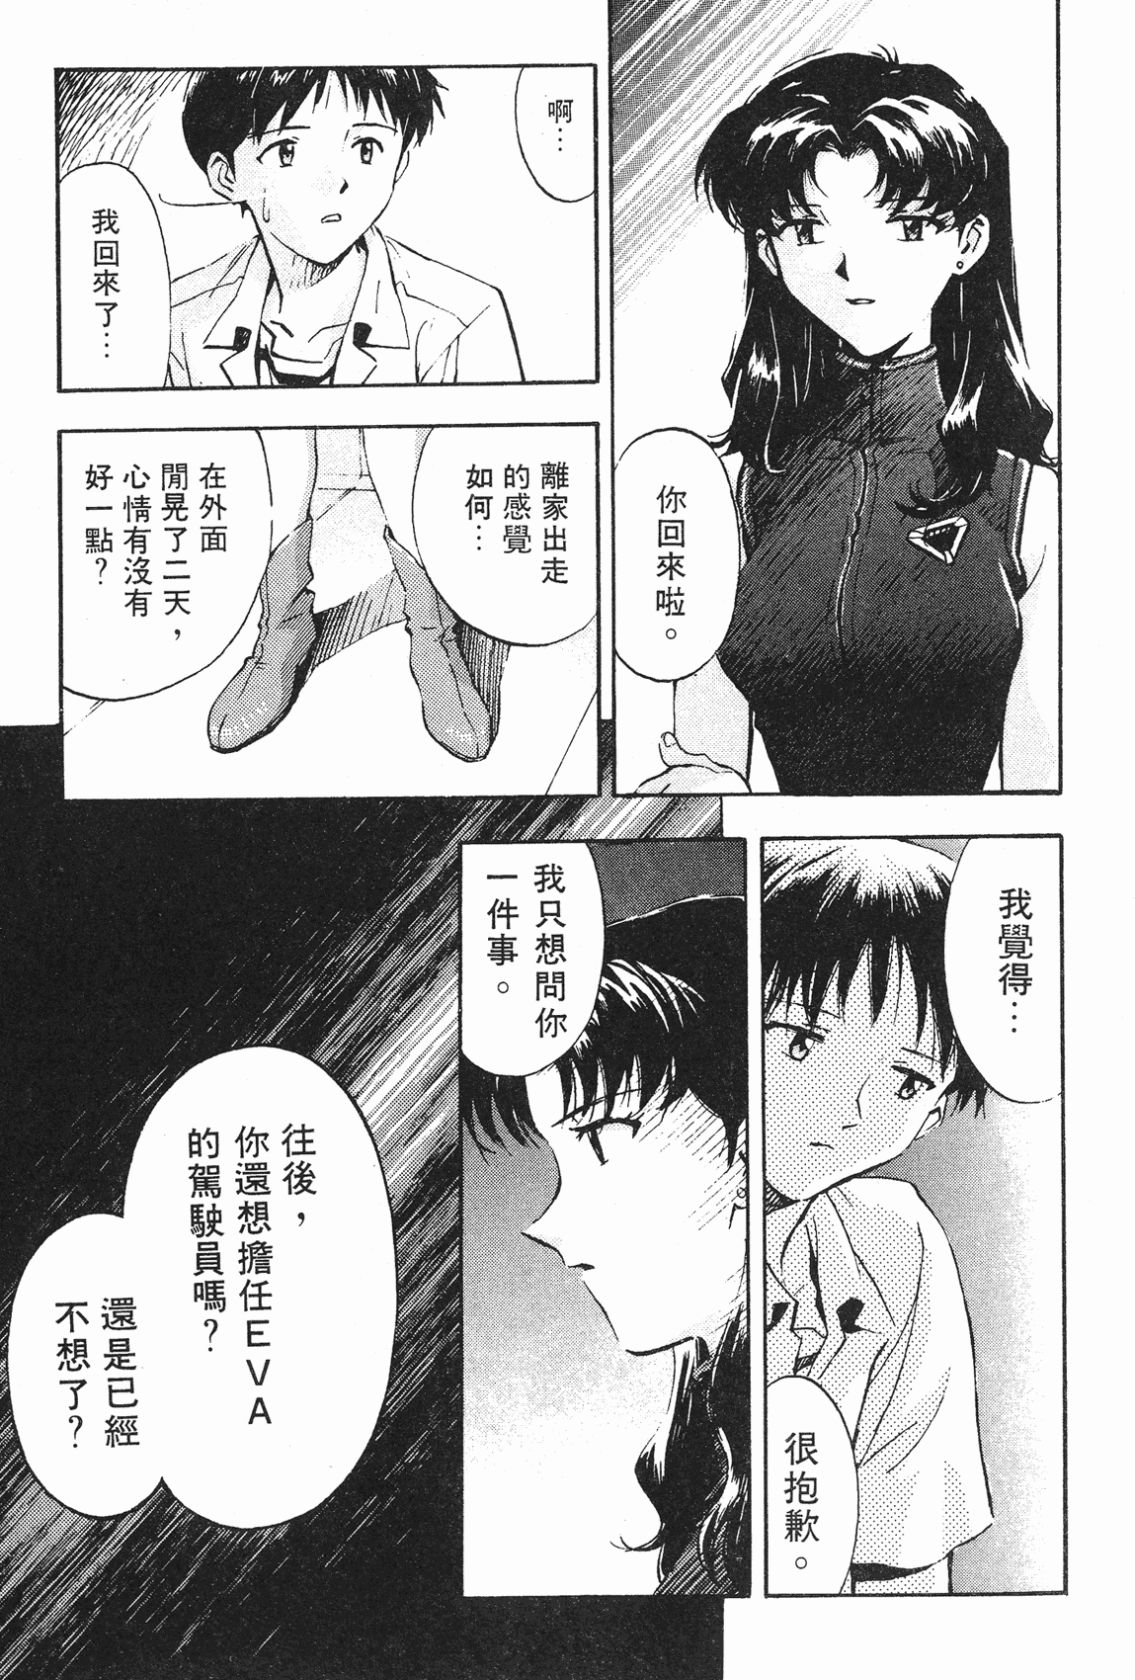 你回來啦。
啊…
我回來了…
離家出走
的感覺
如何…
在外面
閒晃了二天，
心情有沒有
好一點？
我覺得…
很抱歉。
我只想問你
一件事。
往後，
你還想擔任EVA
的駕駛員嗎？
還是已經
不想了？